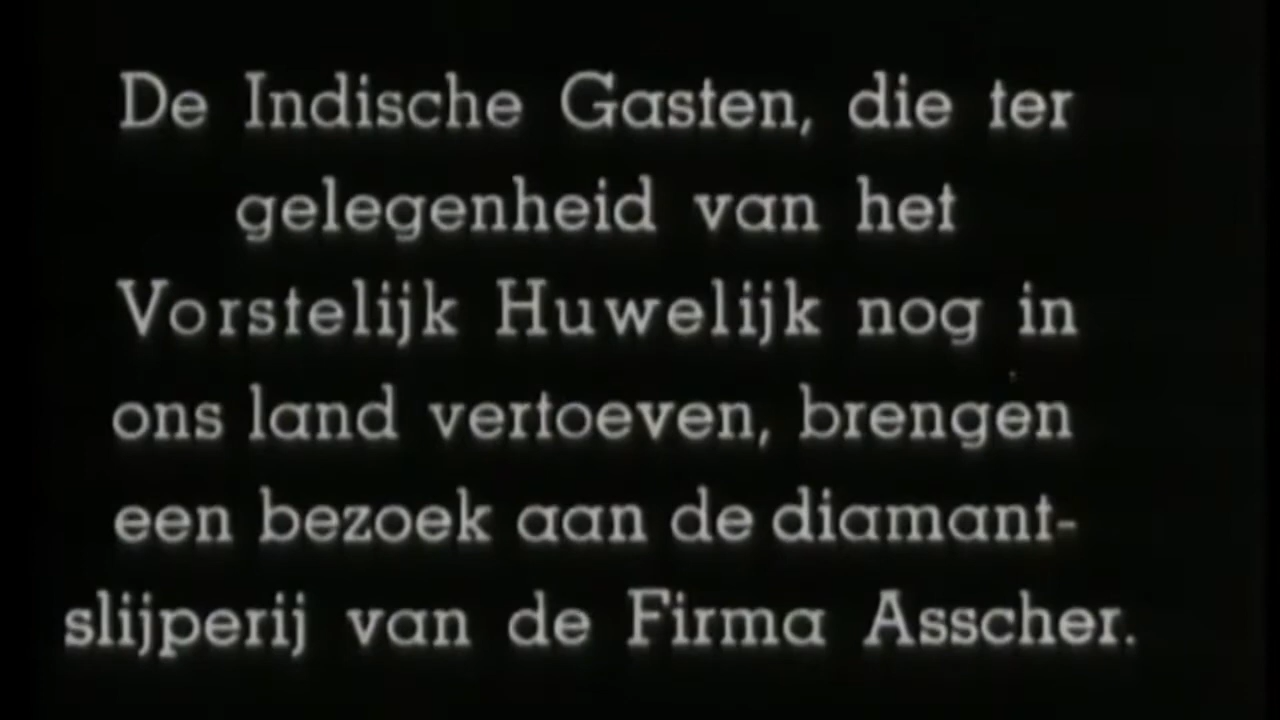 De Indische Gasten, die ter
gelegenheid van het
Vorstelijk Huwelijk nog in
ons land vertoeven, brengen
een bezoek aan de diamant-
slijperij van de Firma Asscher.